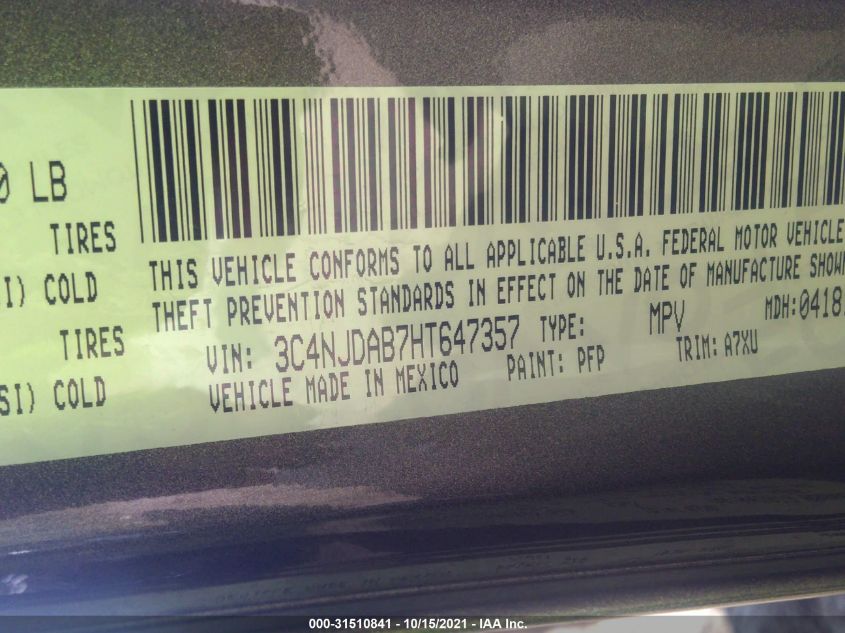 0 LB
TIRES
I) COLD
TIRES
SI) COLD
THIS VEHICLE CONFORMS TO ALL APPLICABLE U.S.A. FEDERAL MOTOR VEHICLE
THEFT PREVENTION STANDARDS IN EFFECT ON THE DATE OF MANUFACTURE SHOWN
VIN: 3C4NJDAB7HT647357 TYPE: MPV MDH:0418
VEHICLE MADE IN MEXICO PAINT: PFP TRIM: A7XU
000-31510841 - 10/15/2021 - IAA Inc.